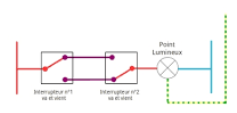 Point
Lumineux
Interrupteur n°1
va et vient
Interrupteur n°2
va et vient